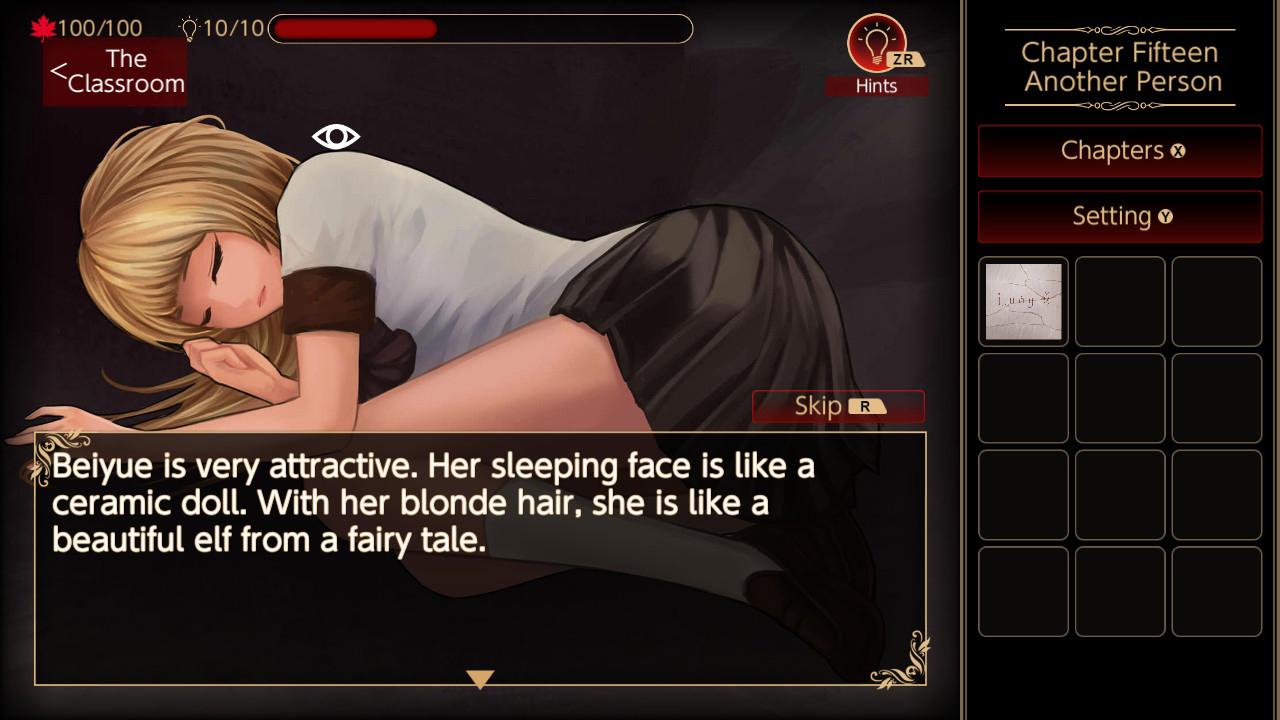 100/100
10/10
< The
Classroom
ZR
Hints
Skip R
Beiyue is very attractive. Her sleeping face is like a
ceramic doll. With her blonde hair, she is like a
beautiful elf from a fairy tale.
Chapter Fifteen
Another Person
Chapters X
Setting Y